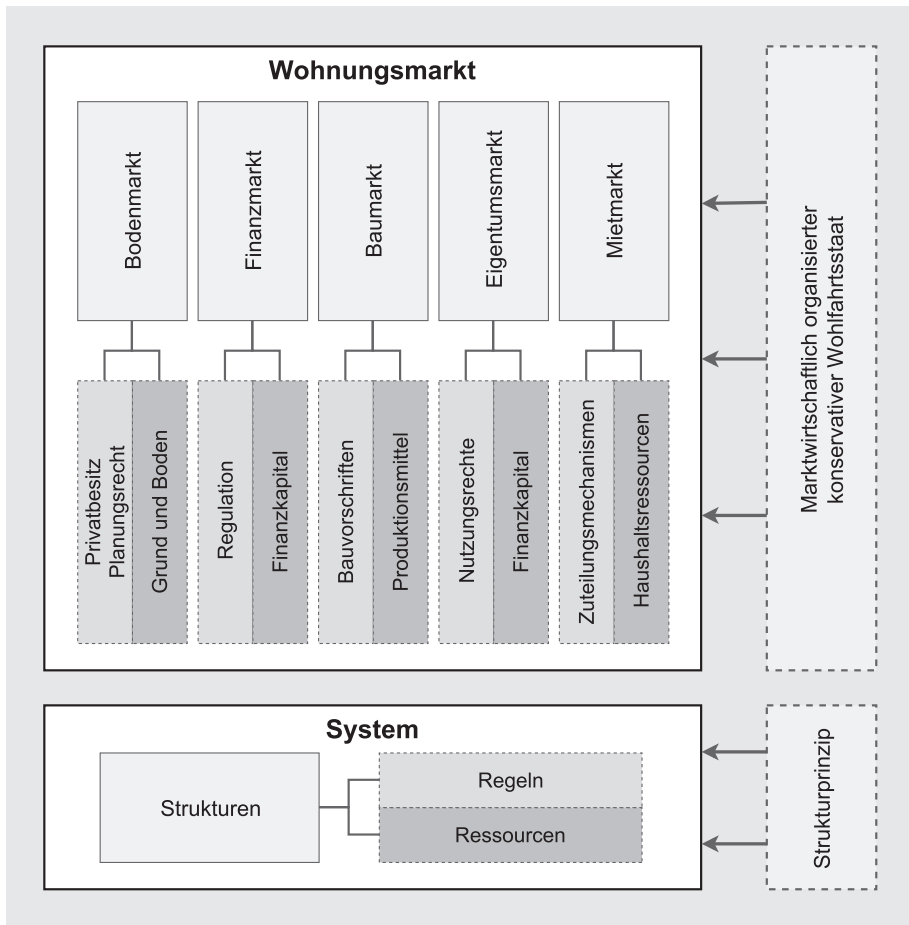 Wohnungsmarkt
Bodenmarkt
Finanzmarkt
Baumarkt
Eigentumsmarkt
Mietmarkt
Privatbesitz
Planungsrecht
Grund und Boden
Regulation
Finanzkapital
Bauvorschriften
Produktionsmittel
Nutzungsrechte
Finanzkapital
Zuteilungsmechanismen
Haushaltsressourcen
Marktwirtschaftlich organisierter
konservativer Wohlfahrtsstaat
System
Strukturen
Regeln
Ressourcen
Strukturprinzip